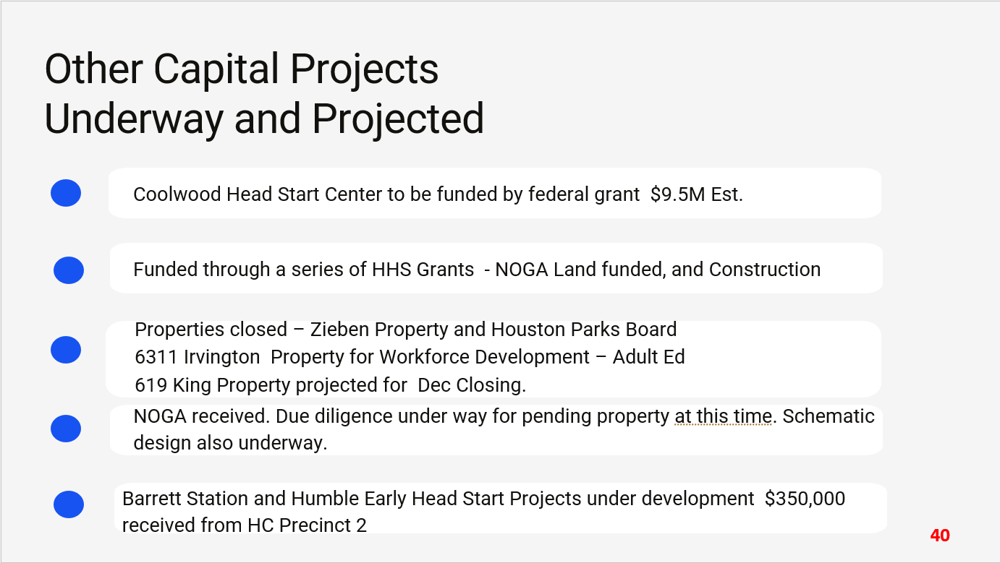 Other Capital Projects
Underway and Projected
Coolwood Head Start Center to be funded by federal grant  $9.5M Est.
Funded through a series of HHS Grants  - NOGA Land funded, and Construction
Properties closed – Zieben Property and Houston Parks Board
6311 Irvington  Property for Workforce Development – Adult Ed
619 King Property projected for  Dec Closing.
NOGA received. Due diligence under way for pending property at this time. Schematic
design also underway.
Barrett Station and Humble Early Head Start Projects under development  $350,000
received from HC Precinct 2
40